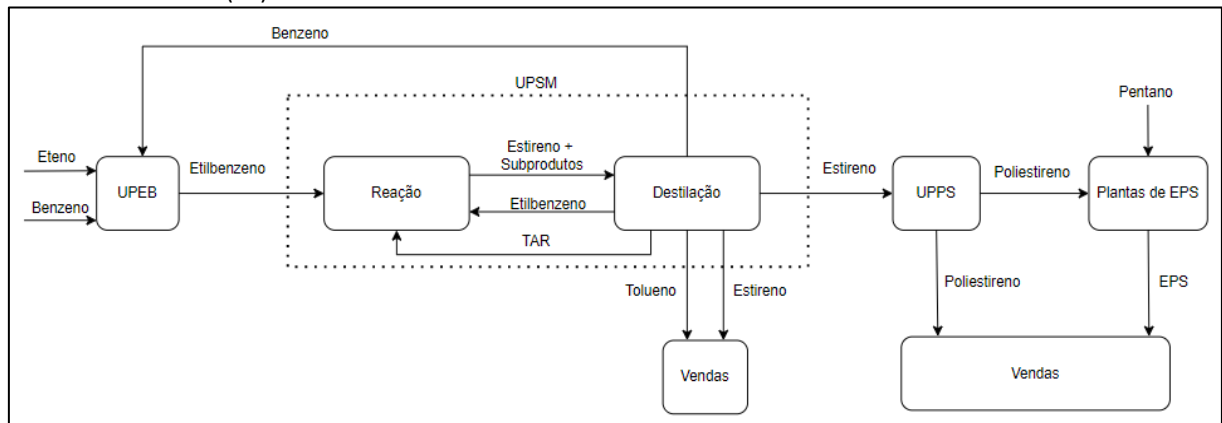 Benzeno
UPSM
Pentano
Eteno
Etilbenzeno
Estireno +
Subprodutos
Estireno
Poliestireno
UPEB
Reação
Destilação
UPPS
Plantas de EPS
Benzeno
Etilbenzeno
TAR
Tolueno
Estireno
Poliestireno
EPS
Vendas
Vendas